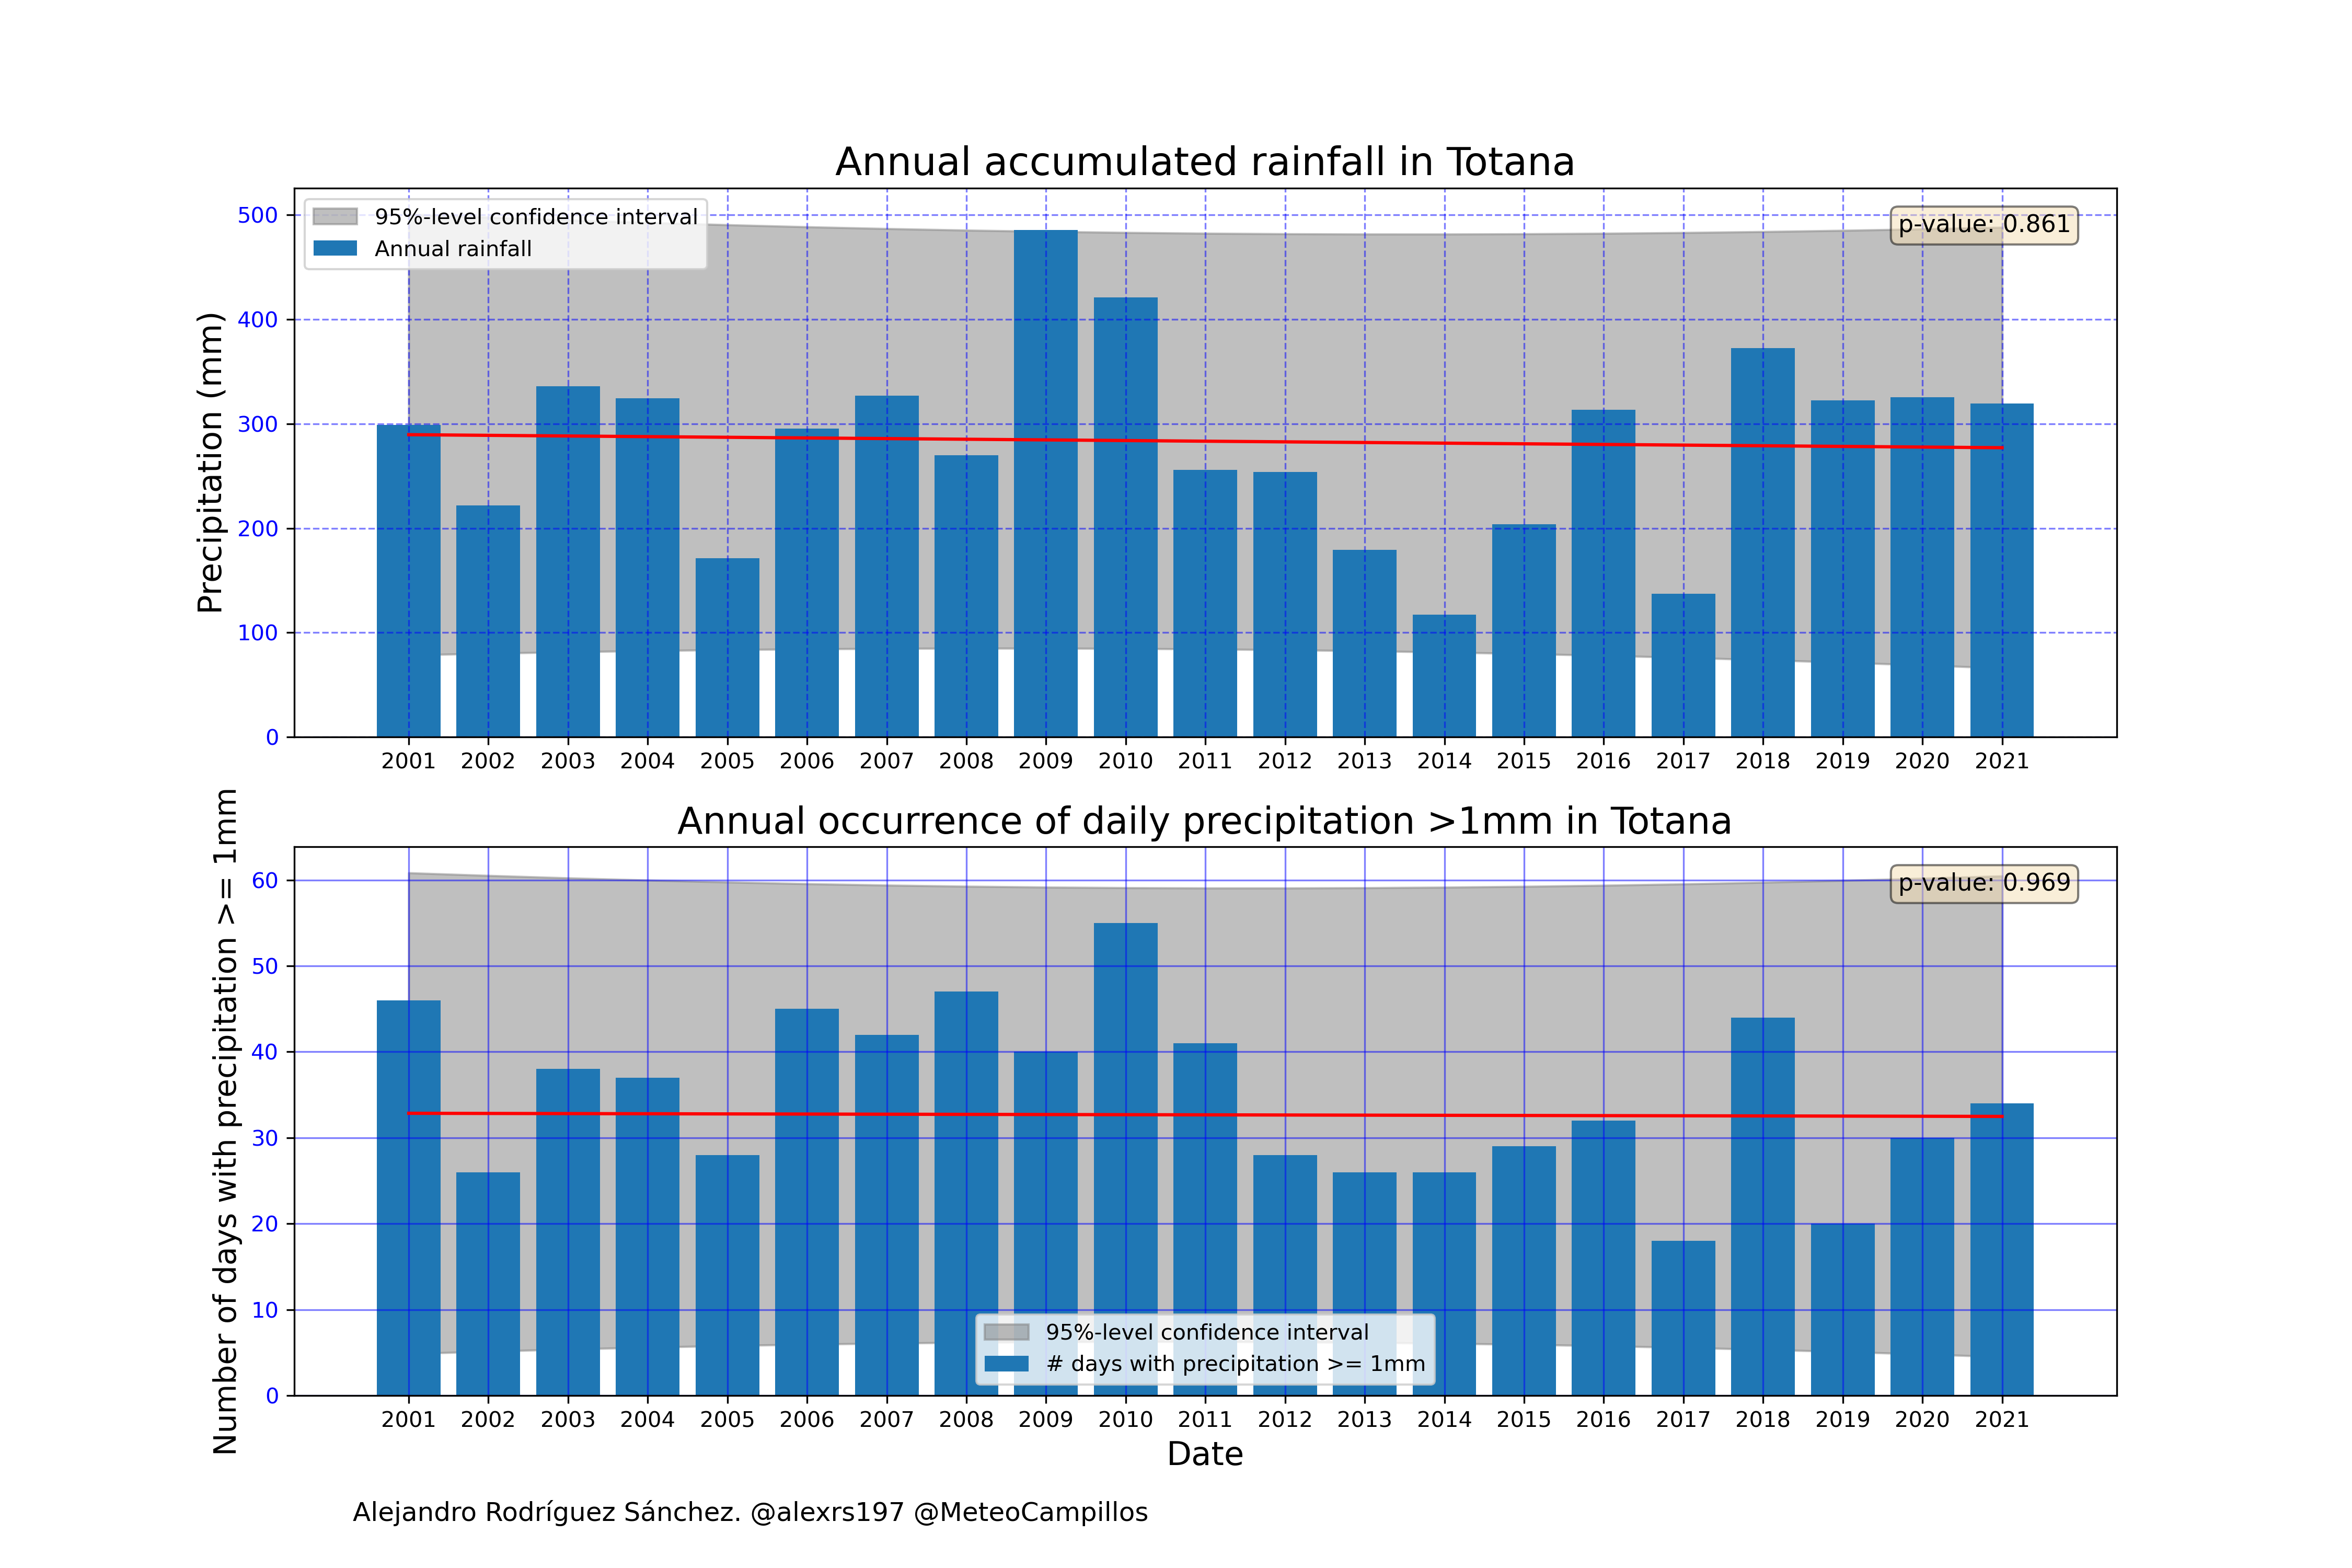 Annual accumulated rainfall in Totana
95%-level confidence interval
Annual rainfall
p-value: 0.861
Precipitation (mm)
500
400
300
200
100
0
2001 2002 2003 2004 2005 2006 2007 2008 2009 2010 2011 2012 2013 2014 2015 2016 2017 2018 2019 2020 2021
Annual occurrence of daily precipitation >1mm in Totana
p-value: 0.969
Number of days with precipitation >= 1mm
60
50
40
30
20
10
0
95%-level confidence interval
# days with precipitation >= 1mm
2001 2002 2003 2004 2005 2006 2007 2008 2009 2010 2011 2012 2013 2014 2015 2016 2017 2018 2019 2020 2021
Date
Alejandro Rodríguez Sánchez. @alexrs197 @MeteoCampillos